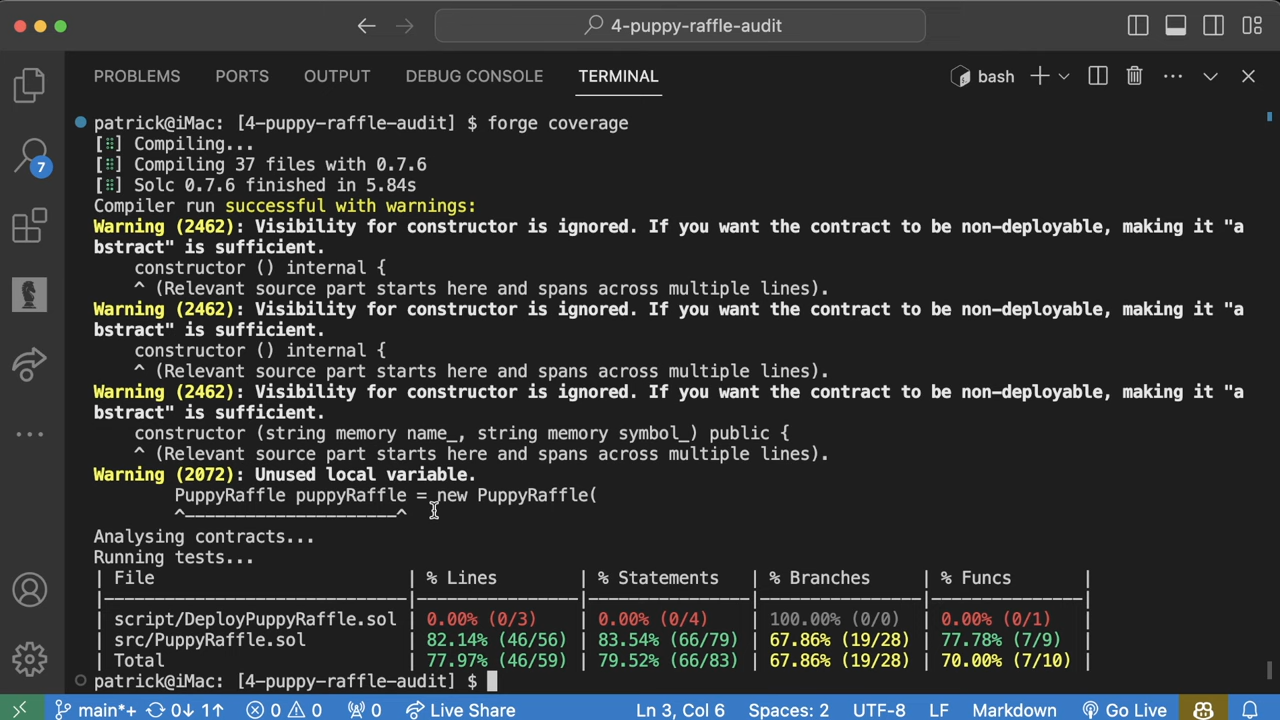 4-puppy-raffle-audit
PROBLEMS PORTS OUTPUT DEBUG CONSOLE TERMINAL bash
7
patrick@iMac: [4-puppy-raffle-audit] $ forge coverage
[⠿] Compiling...
[⠿] Compiling 37 files with 0.7.6
[⠿] Solc 0.7.6 finished in 5.84s
Compiler run successful with warnings:
Warning (2462): Visibility for constructor is ignored. If you want the contract to be non-deployable, making it "a
bstract" is sufficient.
constructor () internal {
^ (Relevant source part starts here and spans across multiple lines).
Warning (2462): Visibility for constructor is ignored. If you want the contract to be non-deployable, making it "a
bstract" is sufficient.
constructor () internal {
^ (Relevant source part starts here and spans across multiple lines).
Warning (2462): Visibility for constructor is ignored. If you want the contract to be non-deployable, making it "a
bstract" is sufficient.
constructor (string memory name_, string memory symbol_) public {
^ (Relevant source part starts here and spans across multiple lines).
Warning (2072): Unused local variable.
PuppyRaffle puppyRaffle = new PuppyRaffle(
^----------------------^
Analysing contracts...
Running tests...
| File | % Lines | % Statements | % Branches | % Funcs |
|---|---|---|---|---|
| script/DeployPuppyRaffle.sol | 0.00% (0/3) | 0.00% (0/4) | 100.00% (0/0) | 0.00% (0/1) |
| src/PuppyRaffle.sol | 82.14% (46/56) | 83.54% (66/79) | 67.86% (19/28) | 77.78% (7/9) |
| Total | 77.97% (46/59) | 79.52% (66/83) | 67.86% (19/28) | 70.00% (7/10) |
patrick@iMac: [4-puppy-raffle-audit] $
main*+ 0↓ 1↑ 0 0 0 Live Share Ln 3, Col 6 Spaces: 2 UTF-8 LF Markdown Go Live